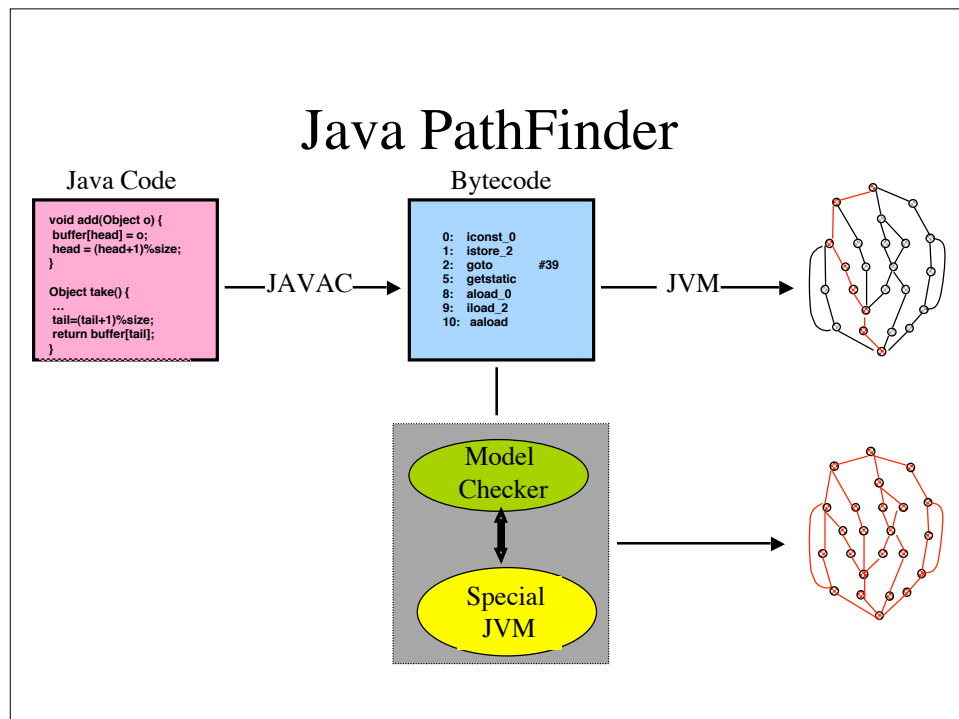 Java PathFinder
Java Code
void add(Object o) {
buffer[head] = o;
head = (head+1)%size;
}
Object take() {
…
tail=(tail+1)%size;
return buffer[tail];
}
JAVAC
Bytecode
0: iconst_0
1: istore_2
2: goto #39
5: getstatic
8: aload_0
9: iload_2
10: aaload
JVM
Model
Checker
Special
JVM